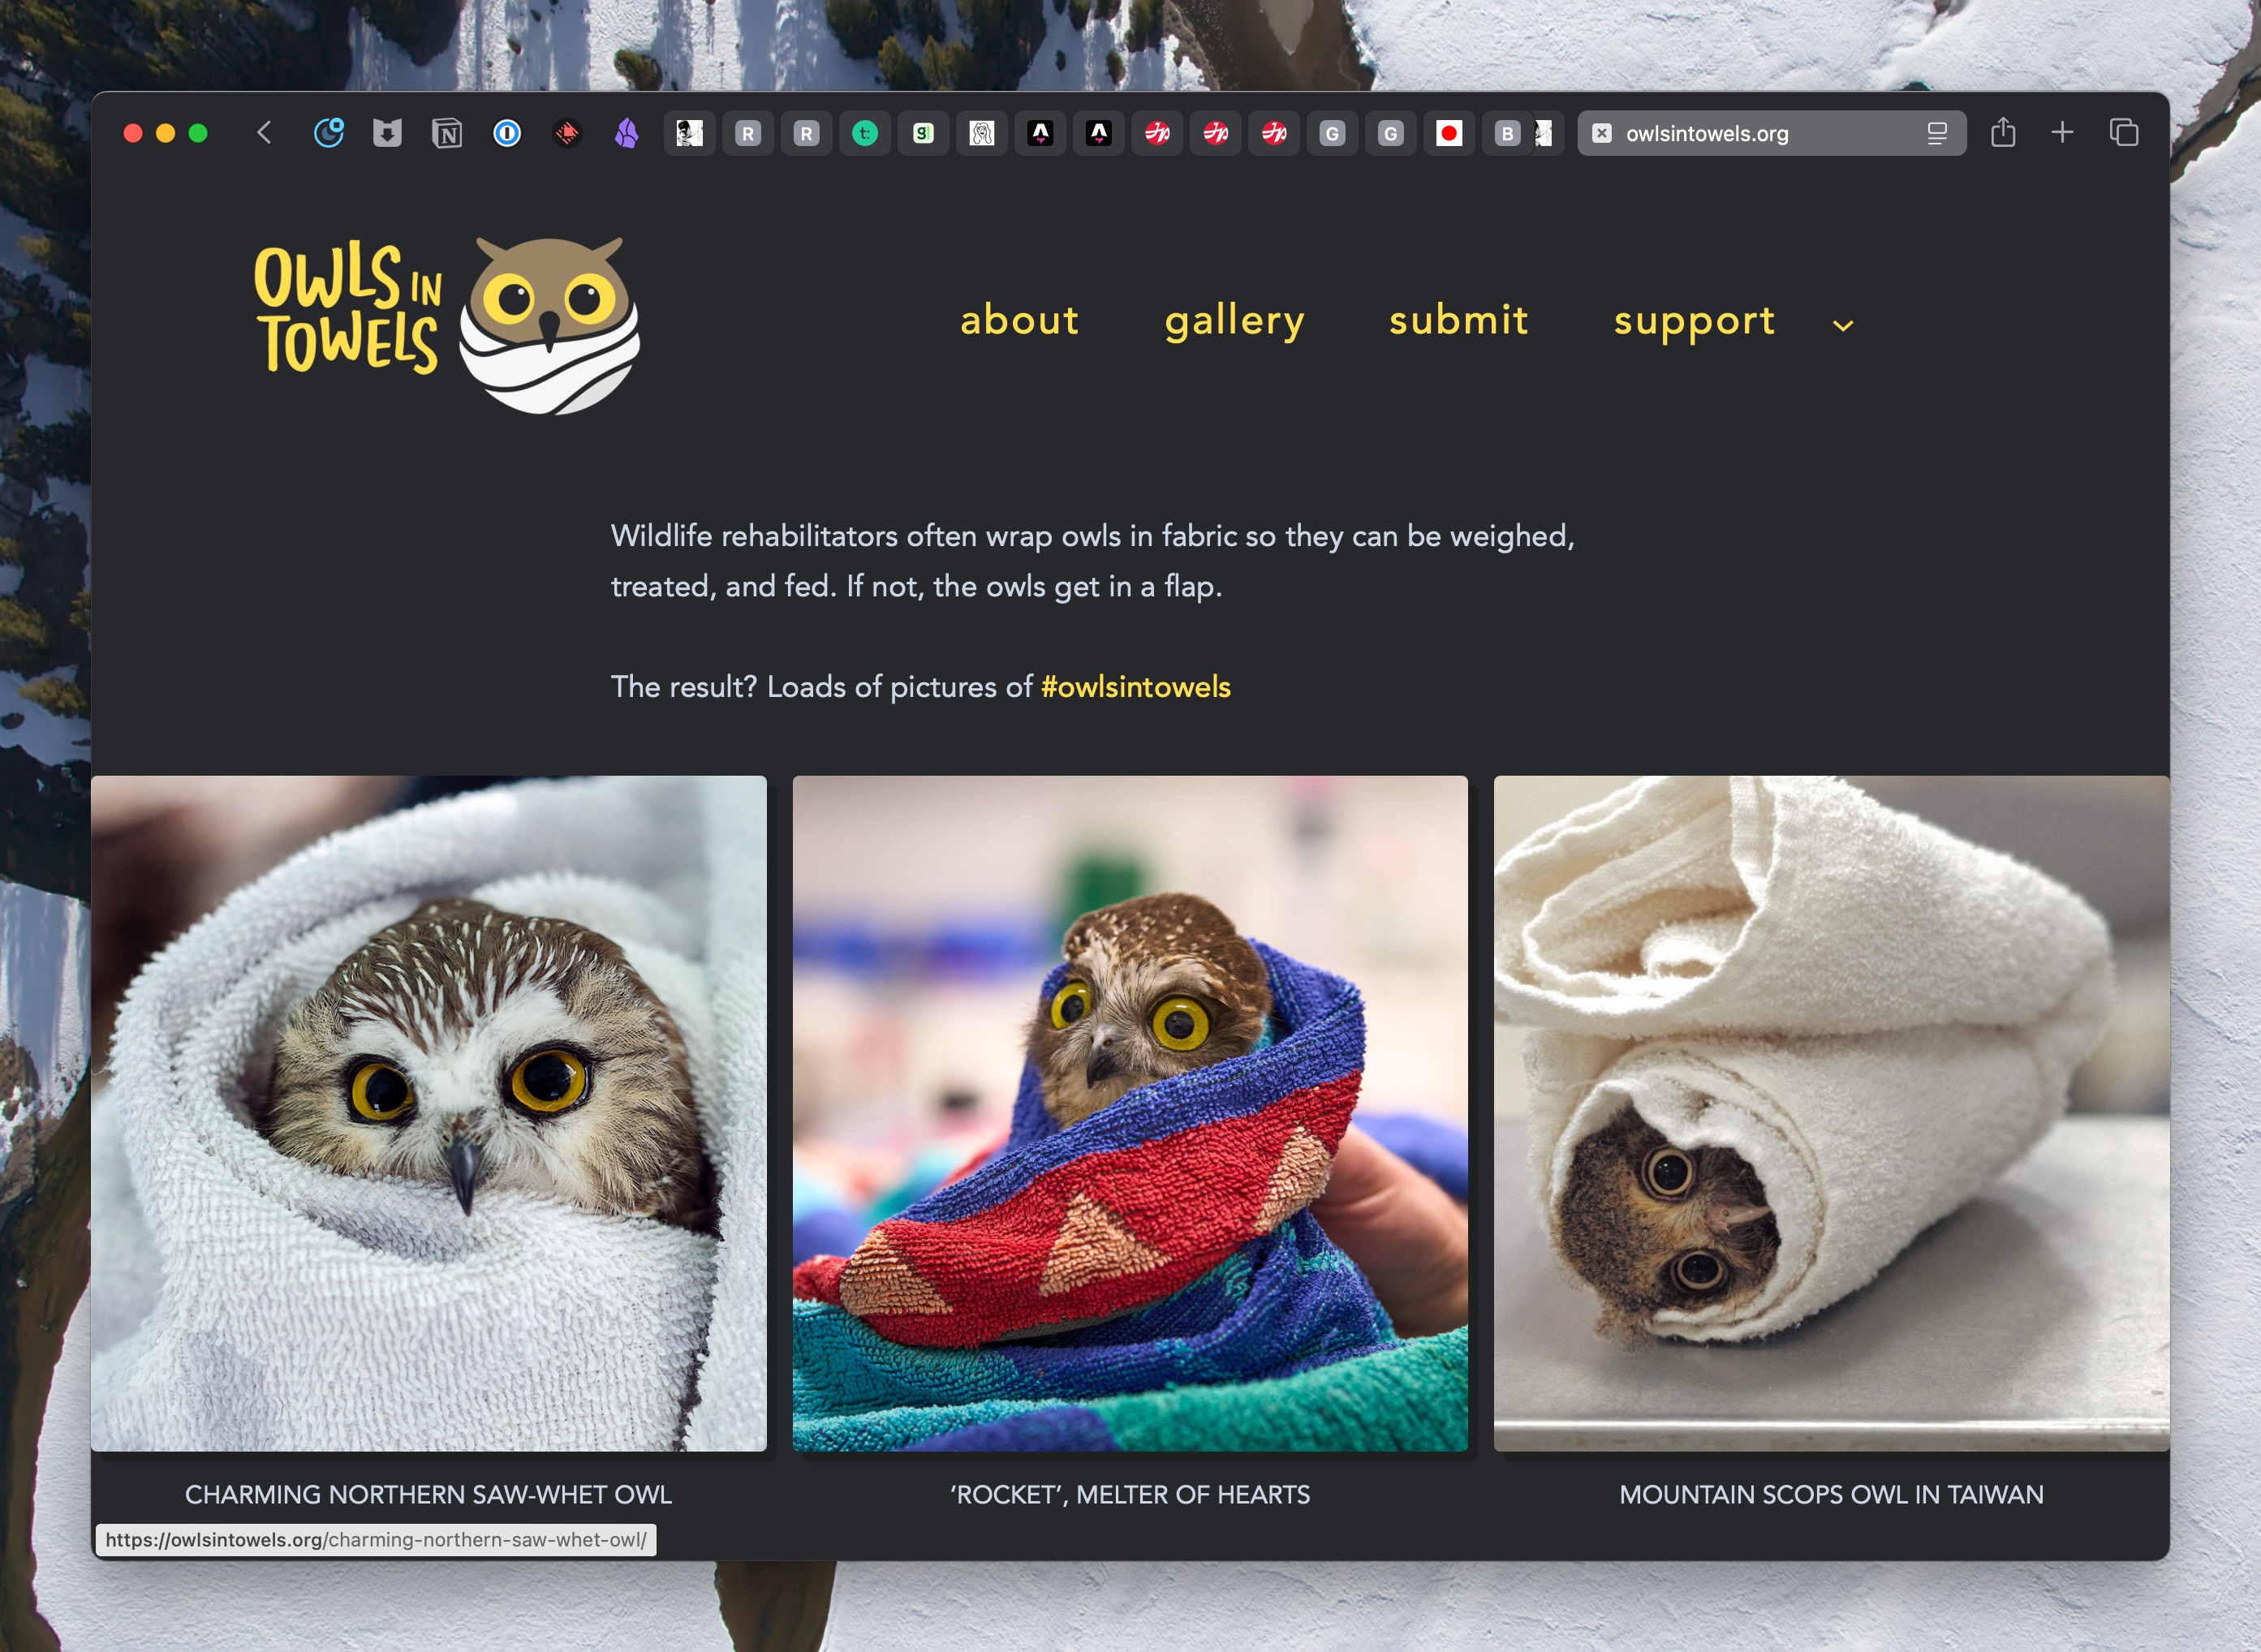 R
R
t:
g
G
G
B
owlsintowels.org
OWLS IN
TOWELS
about
gallery
submit
support
Wildlife rehabilitators often wrap owls in fabric so they can be weighed,
treated, and fed. If not, the owls get in a flap.
The result? Loads of pictures of #owlsintowels
CHARMING NORTHERN SAW-WHET OWL
‘ROCKET’, MELTER OF HEARTS
MOUNTAIN SCOPS OWL IN TAIWAN
https://owlsintowels.org/charming-northern-saw-whet-owl/